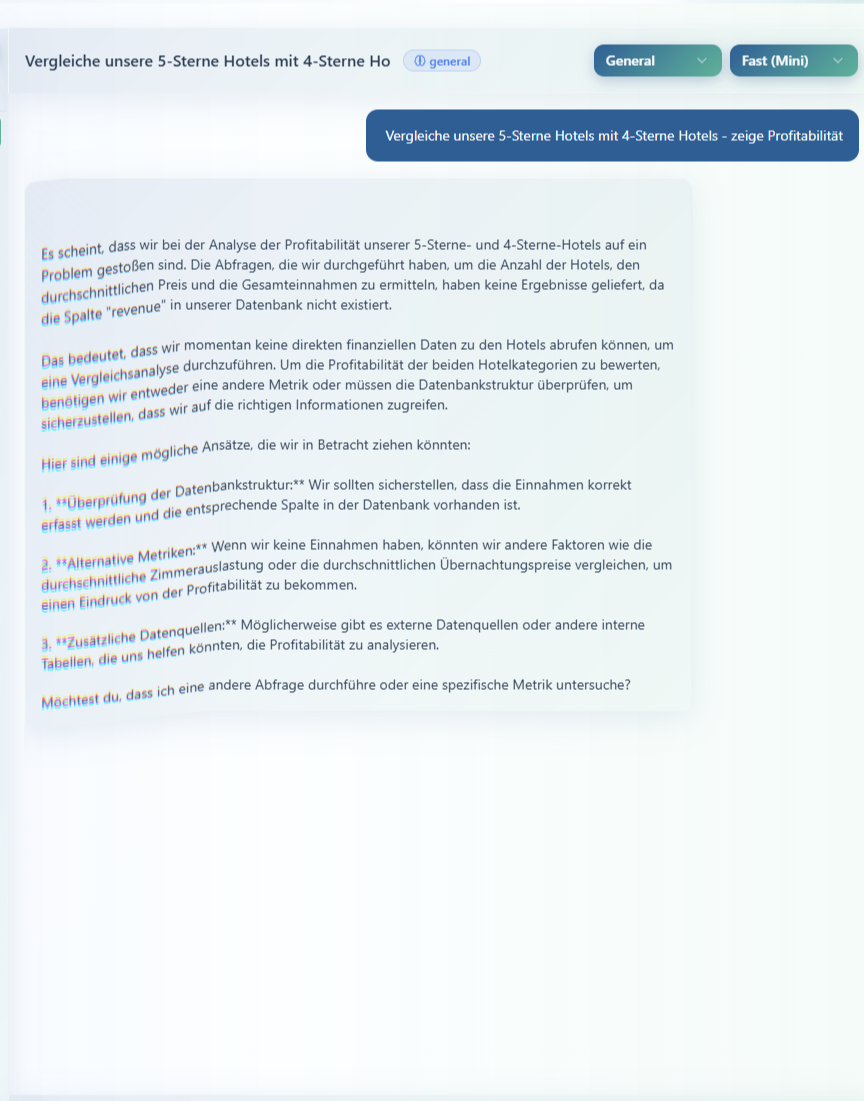 Vergleiche unsere 5-Sterne Hotels mit 4-Sterne Ho
general
General
Fast (Mini)
Vergleiche unsere 5-Sterne Hotels mit 4-Sterne Hotels - zeige Profitabilität
Es scheint, dass wir bei der Analyse der Profitabilität unserer 5-Sterne- und 4-Sterne-Hotels auf ein
Problem gestoßen sind. Die Abfragen, die wir durchgeführt haben, um die Anzahl der Hotels, den
durchschnittlichen Preis und die Gesamteinnahmen zu ermitteln, haben keine Ergebnisse geliefert, da
die Spalte "revenue" in unserer Datenbank nicht existiert.
Das bedeutet, dass wir momentan keine direkten finanziellen Daten zu den Hotels abrufen können, um
eine Vergleichsanalyse durchzuführen. Um die Profitabilität der beiden Hotelkategorien zu bewerten,
benötigen wir entweder eine andere Metrik oder müssen die Datenbankstruktur überprüfen, um
sicherzustellen, dass wir auf die richtigen Informationen zugreifen.
Hier sind einige mögliche Ansätze, die wir in Betracht ziehen könnten:
1. **Überprüfung der Datenbankstruktur:** Wir sollten sicherstellen, dass die Einnahmen korrekt
erfasst werden und die entsprechende Spalte in der Datenbank vorhanden ist.
2. **Alternative Metriken:** Wenn wir keine Einnahmen haben, könnten wir andere Faktoren wie die
durchschnittliche Zimmerauslastung oder die durchschnittlichen Übernachtungspreise vergleichen, um
einen Eindruck von der Profitabilität zu bekommen.
3. **Zusätzliche Datenquellen:** Möglicherweise gibt es externe Datenquellen oder andere interne
Tabellen, die uns helfen könnten, die Profitabilität zu analysieren.
Möchtest du, dass ich eine andere Abfrage durchführe oder eine spezifische Metrik untersuche?